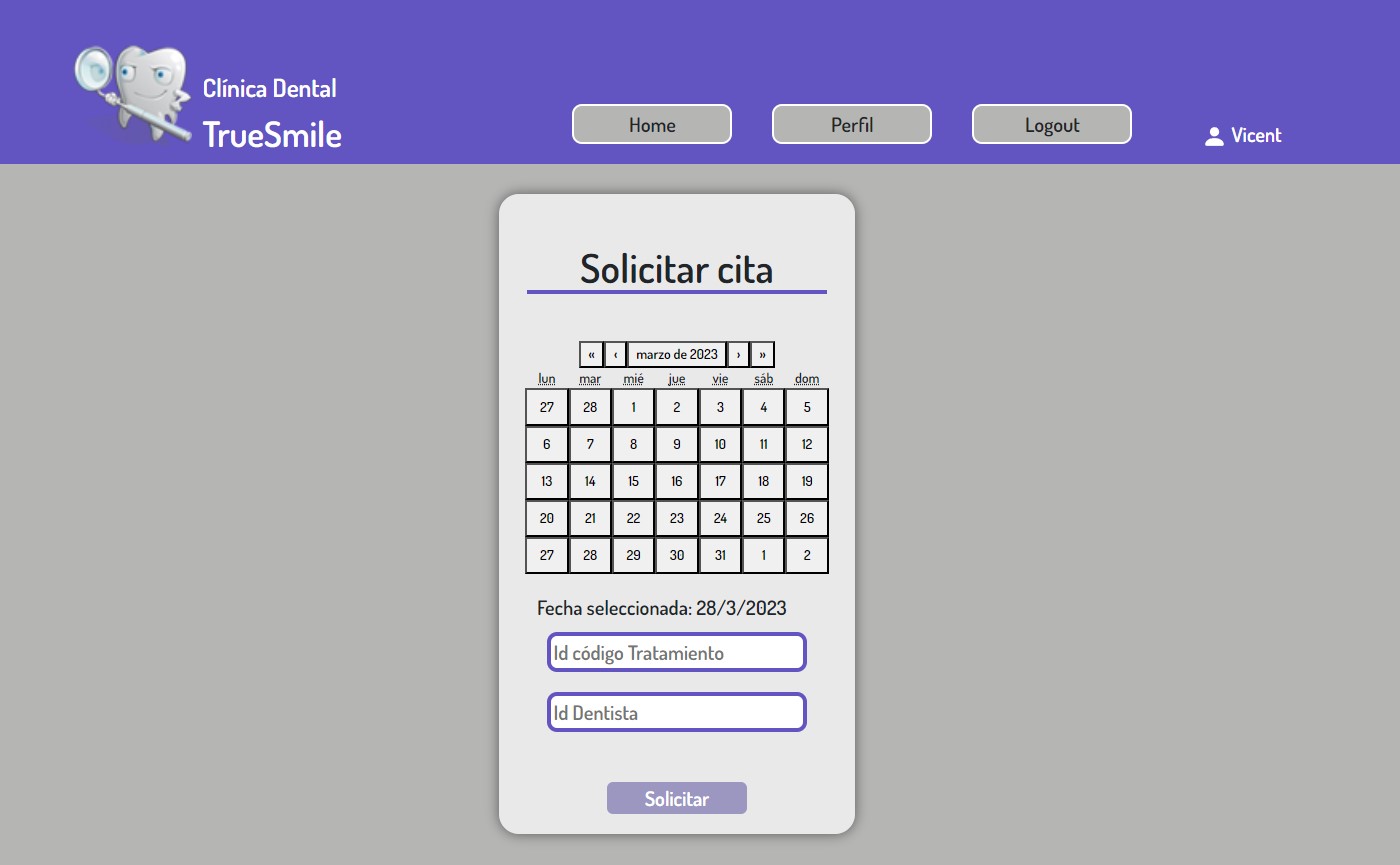 Clínica Dental
TrueSmile
Home Perfil Logout Vicent
Solicitar cita
« ‹ marzo de 2023 › »
lun mar mié jue vie sáb dom
27 28 1 2 3 4 5
6 7 8 9 10 11 12
13 14 15 16 17 18 19
20 21 22 23 24 25 26
27 28 29 30 31 1 2
Fecha seleccionada: 28/3/2023
Id código Tratamiento
Id Dentista
Solicitar